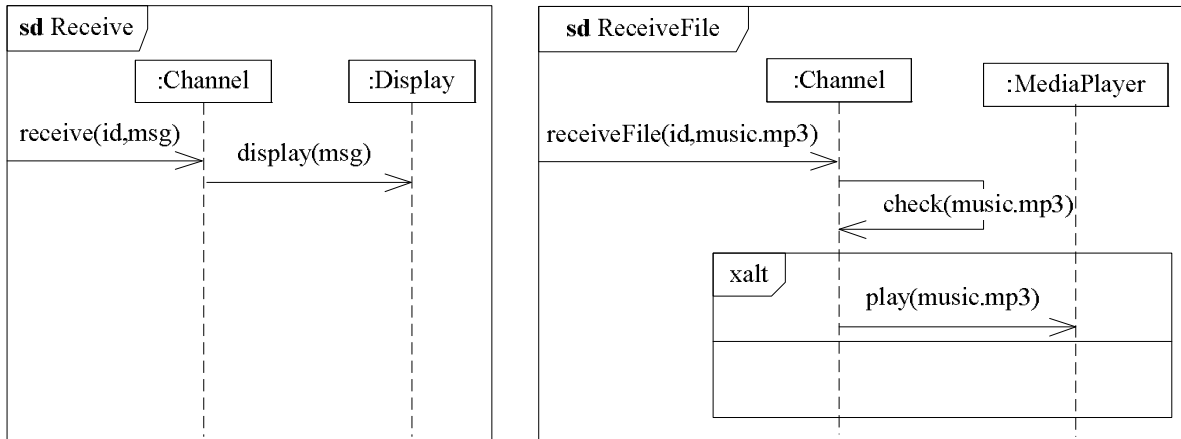 sd Receive
:Channel
:Display
receive(id,msg)
display(msg)
sd ReceiveFile
:Channel
:MediaPlayer
receiveFile(id,music.mp3)
check(music.mp3)
xalt
play(music.mp3)